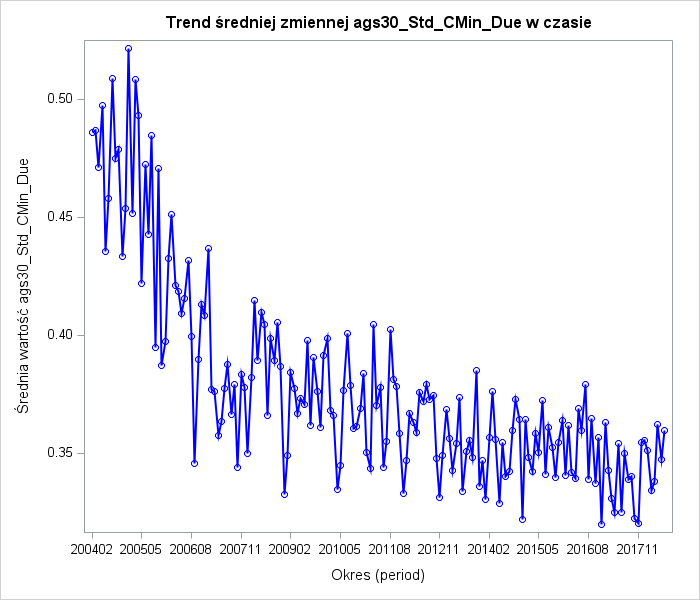 Trend średniej zmiennej ags30_Std_CMin_Due w czasie
Średnia wartość ags30_Std_CMin_Due
0.50
0.45
0.40
0.35
200402 200505 200608 200711 200902 201005 201108 201211 201402 201505 201608 201711
Okres (period)